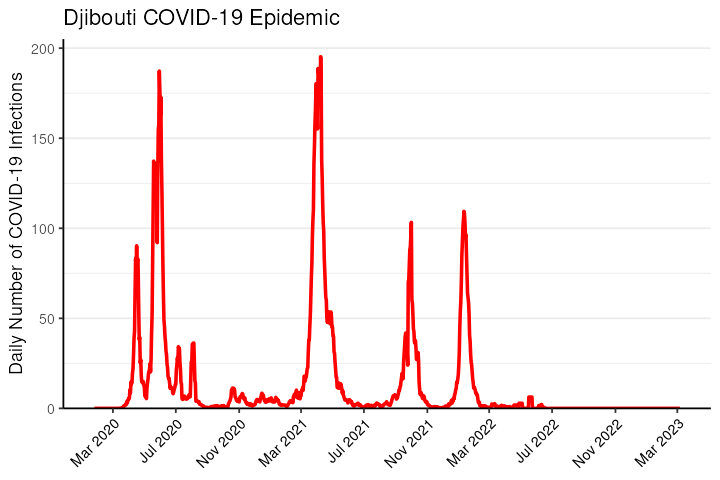 Djibouti COVID-19 Epidemic
Daily Number of COVID-19 Infections
200
150
100
50
0
Mar 2020
Jul 2020
Nov 2020
Mar 2021
Jul 2021
Nov 2021
Mar 2022
Jul 2022
Nov 2022
Mar 2023